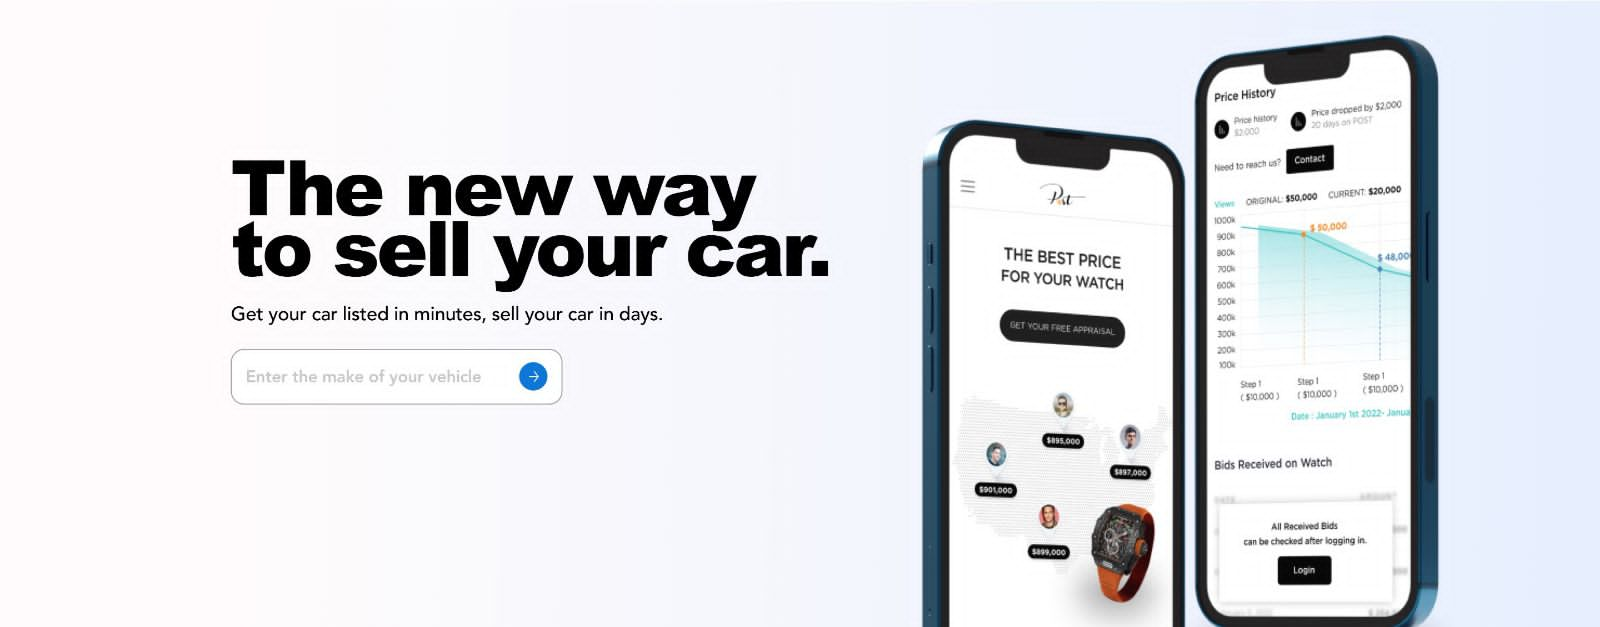 The new way
to sell your car.
Get your car listed in minutes, sell your car in days.
Enter the make of your vehicle
Post
THE BEST PRICE
FOR YOUR WATCH
GET YOUR FREE APPRAISAL
$895,000
$897,000
$901,000
$899,000
Price History
Price history
$2,000
Price dropped by $2,000
20 days on POST
Need to reach us?
Contact
Views
ORIGINAL: $50,000
CURRENT: $20,000
1000k
900k
800k
700k
600k
500k
400k
300k
200k
100k
$ 50,000
$ 48,00
Step 1
( $10,000 )
Step 1
( $10,000 )
Step 1
( $10,000 )
Date : January 1st 2022- Janua
Bids Received on Watch
All Received Bids
can be checked after logging in.
Login